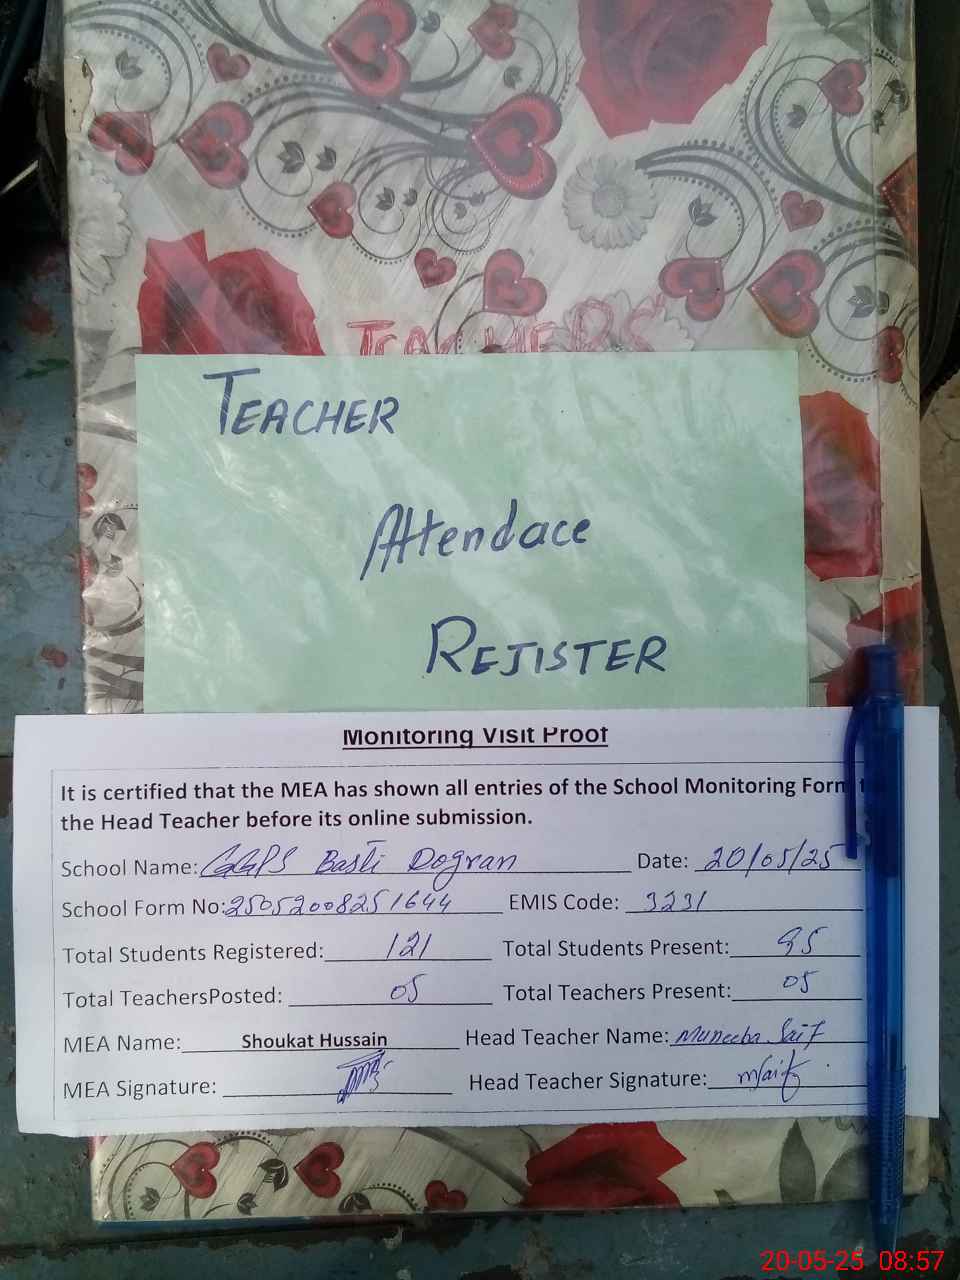 TEACHERS
TEACHER
Attendace
REJISTER
Monitoring Visit Proof
It is certified that the MEA has shown all entries of the School Monitoring Form t
the Head Teacher before its online submission.
School Name: GGPS Basti Dogran Date: 20/05/25
School Form No: 25052008251644 EMIS Code: 3231
Total Students Registered: 121 Total Students Present: 95
Total TeachersPosted: 05 Total Teachers Present: 05
MEA Name: Shoukat Hussain Head Teacher Name: Muneeba Saif
MEA Signature: Head Teacher Signature: m/saif
20-05-25 08:57